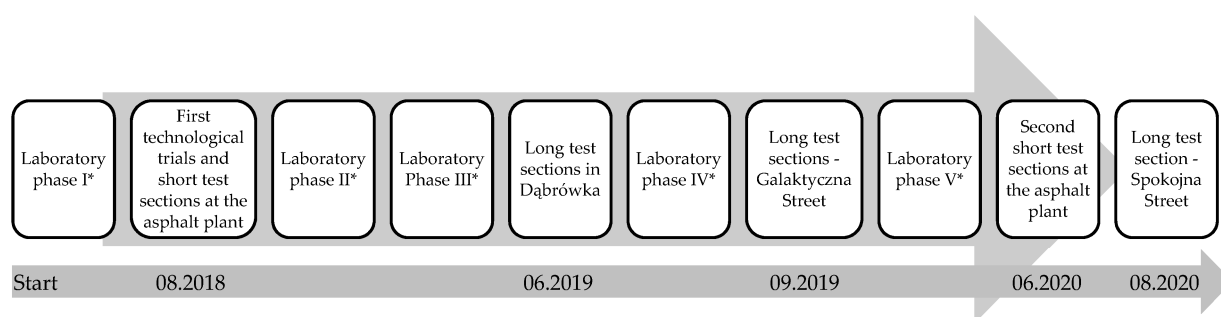 Laboratory
phase I*
First
technological
trials and
short test
sections at the
asphalt plant
Laboratory
phase II*
Laboratory
Phase III*
Long test
sections in
Dąbrówka
Laboratory
phase IV*
Long test
sections -
Galaktyczna
Street
Laboratory
phase V*
Second
short test
sections at
the asphalt
plant
Long test
section -
Spokojna
Street
Start
08.2018
06.2019
09.2019
06.2020
08.2020